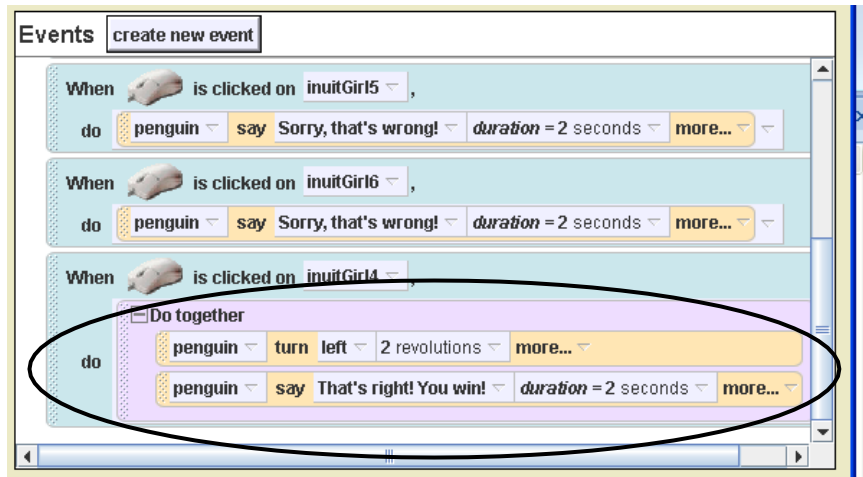 Events create new event
When is clicked on inuitGirl5 ,
do penguin say Sorry, that's wrong! duration = 2 seconds more...
When is clicked on inuitGirl6 ,
do penguin say Sorry, that's wrong! duration = 2 seconds more...
When is clicked on inuitGirl4 ,
Do together
penguin turn left 2 revolutions more...
do
penguin say That's right! You win! duration = 2 seconds more...